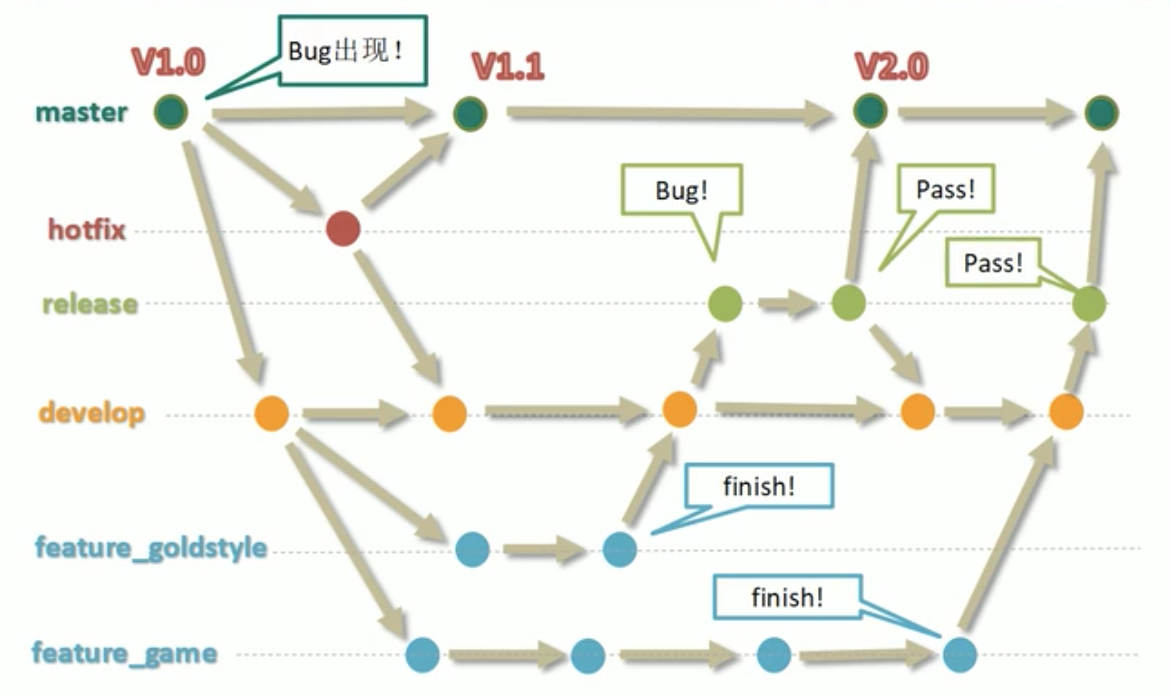 Bug出现！
V1.0
V1.1
V2.0
master
Bug!
Pass!
hotfix
Pass!
release
develop
finish!
feature_goldstyle
finish!
feature_game